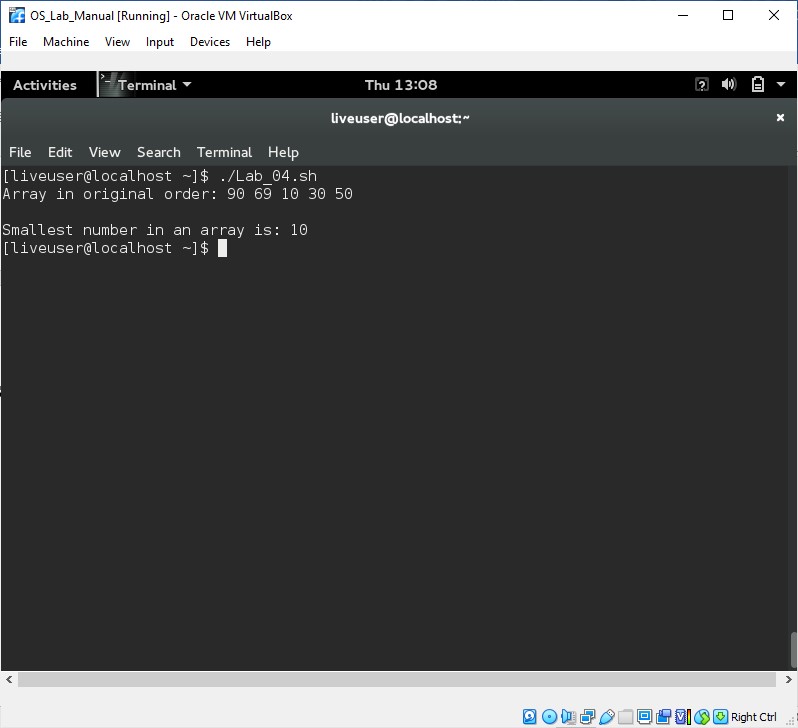 OS_Lab_Manual [Running] - Oracle VM VirtualBox
File Machine View Input Devices Help
Activities Terminal Thu 13:08
liveuser@localhost:~
File Edit View Search Terminal Help
[liveuser@localhost ~]$ ./Lab_04.sh
Array in original order: 90 69 10 30 50
Smallest number in an array is: 10
[liveuser@localhost ~]$
Right Ctrl